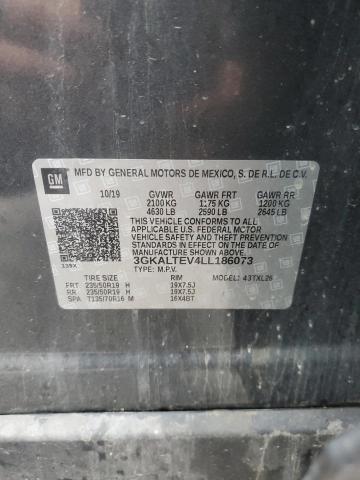 GM
MFD BY GENERAL MOTORS DE MEXICO, S. DE R.L. DE C.V.
10/19 GVWR GAWR FRT GAWR RR
2100 KG 1175 KG 1200 KG
4630 LB 2590 LB 2645 LB
THIS VEHICLE CONFORMS TO ALL
APPLICABLE U.S. FEDERAL MOTOR
VEHICLE SAFETY, BUMPER, AND THEFT
PREVENTION STANDARDS IN EFFECT ON THE DATE OF
MANUFACTURE SHOWN ABOVE.
3GKALTEV4LL186073
TYPE: M.P.V.
TIRE SIZE RIM MODEL: 43TXL26
FRT 235/50R19 H 19X7.5J
RR 235/50R19 H 19X7.5J
SPA T135/70R16 M 16X4BT